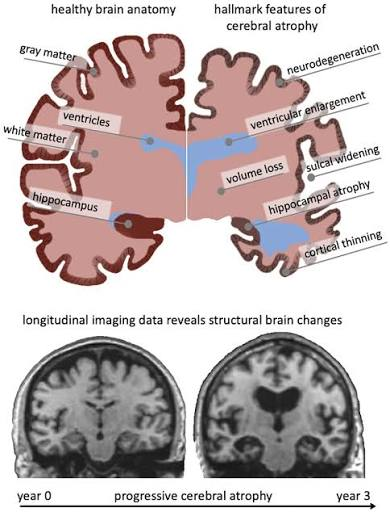 healthy brain anatomy
hallmark features of
cerebral atrophy
gray matter
neurodegeneration
ventricles
ventricular enlargement
white matter
sulcal widening
volume loss
hippocampus
hippocampal atrophy
cortical thinning
longitudinal imaging data reveals structural brain changes
year 0
progressive cerebral atrophy
year 3